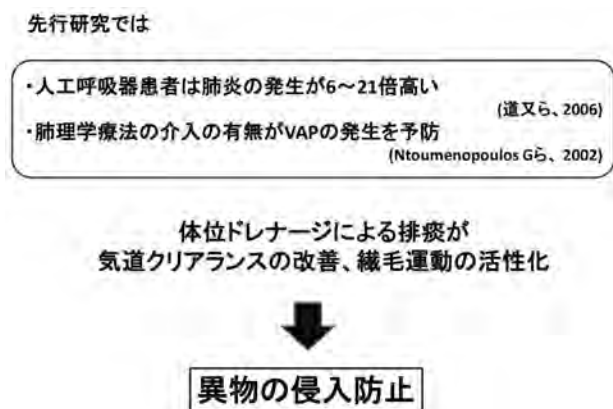 先行研究では
・人工呼吸器患者は肺炎の発生が6〜21倍高い
(道又ら、2006)
・肺理学療法の介入の有無がVAPの発生を予防
(Ntoumenopoulos Gら、2002)
体位ドレナージによる排痰が
気道クリアランスの改善、繊毛運動の活性化
異物の侵入防止